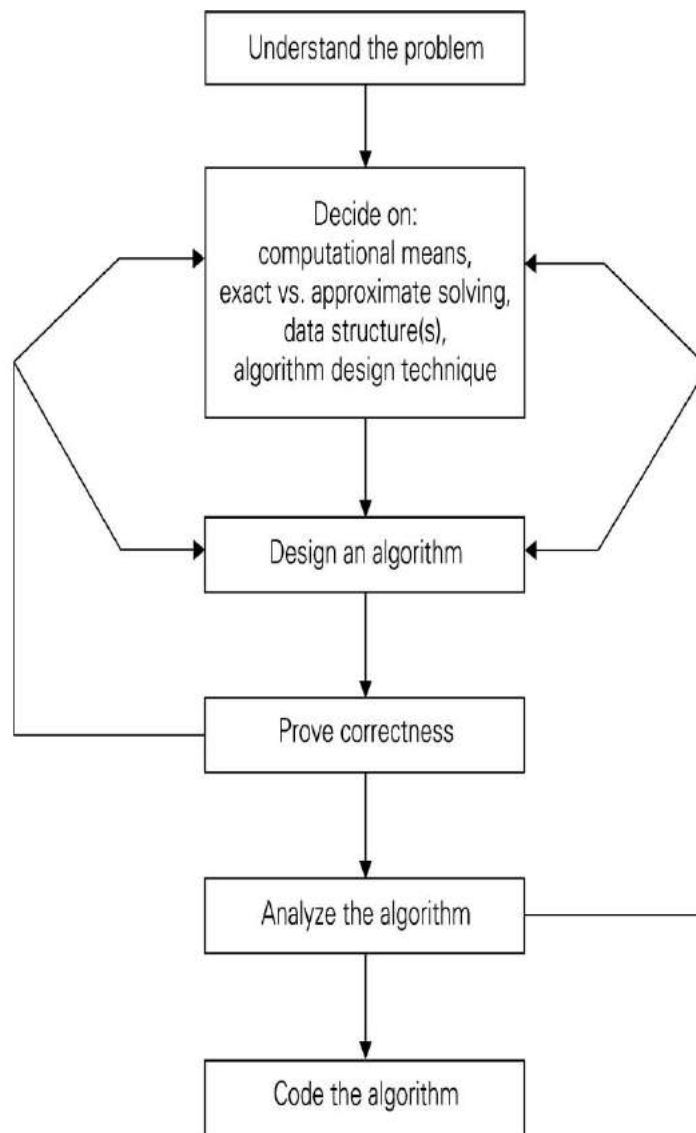 Understand the problem
Decide on:
computational means,
exact vs. approximate solving,
data structure(s),
algorithm design technique
Design an algorithm
Prove correctness
Analyze the algorithm
Code the algorithm